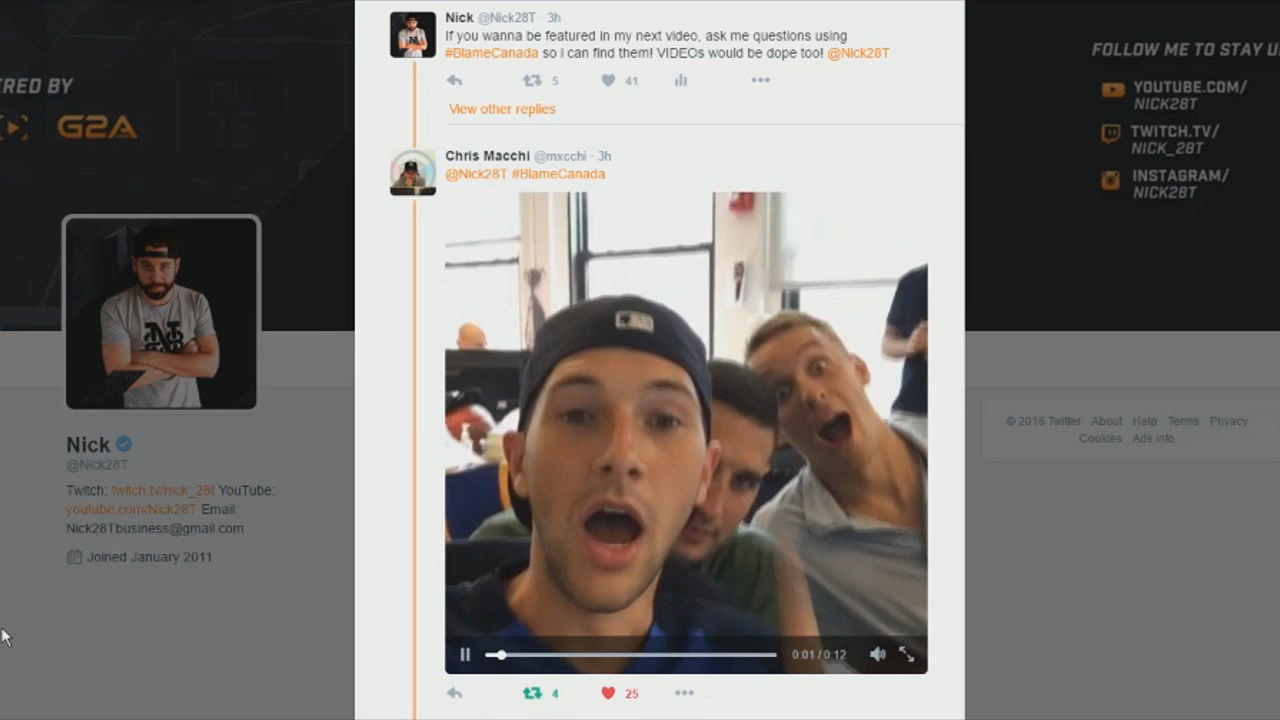 Nick @Nick28T · 3h
If you wanna be featured in my next video, ask me questions using
#BlameCanada so i can find them! VIDEOs would be dope too! @Nick28T
5 41
View other replies
Chris Macchi @mxcchi · 3h
@Nick28T #BlameCanada
0:01 / 0:12
4 25
ERED BY
G2A
Nick
@Nick28T
Twitch: twitch.tv/nick_28t YouTube:
youtube.com/Nick28T Email:
Nick28Tbusiness@gmail.com
Joined January 2011
FOLLOW ME TO STAY U
YOUTUBE.COM/
NICK28T
TWITCH.TV/
NICK_28T
INSTAGRAM/
NICK28T
© 2016 Twitter About Help Terms Privacy
Cookies Ads info